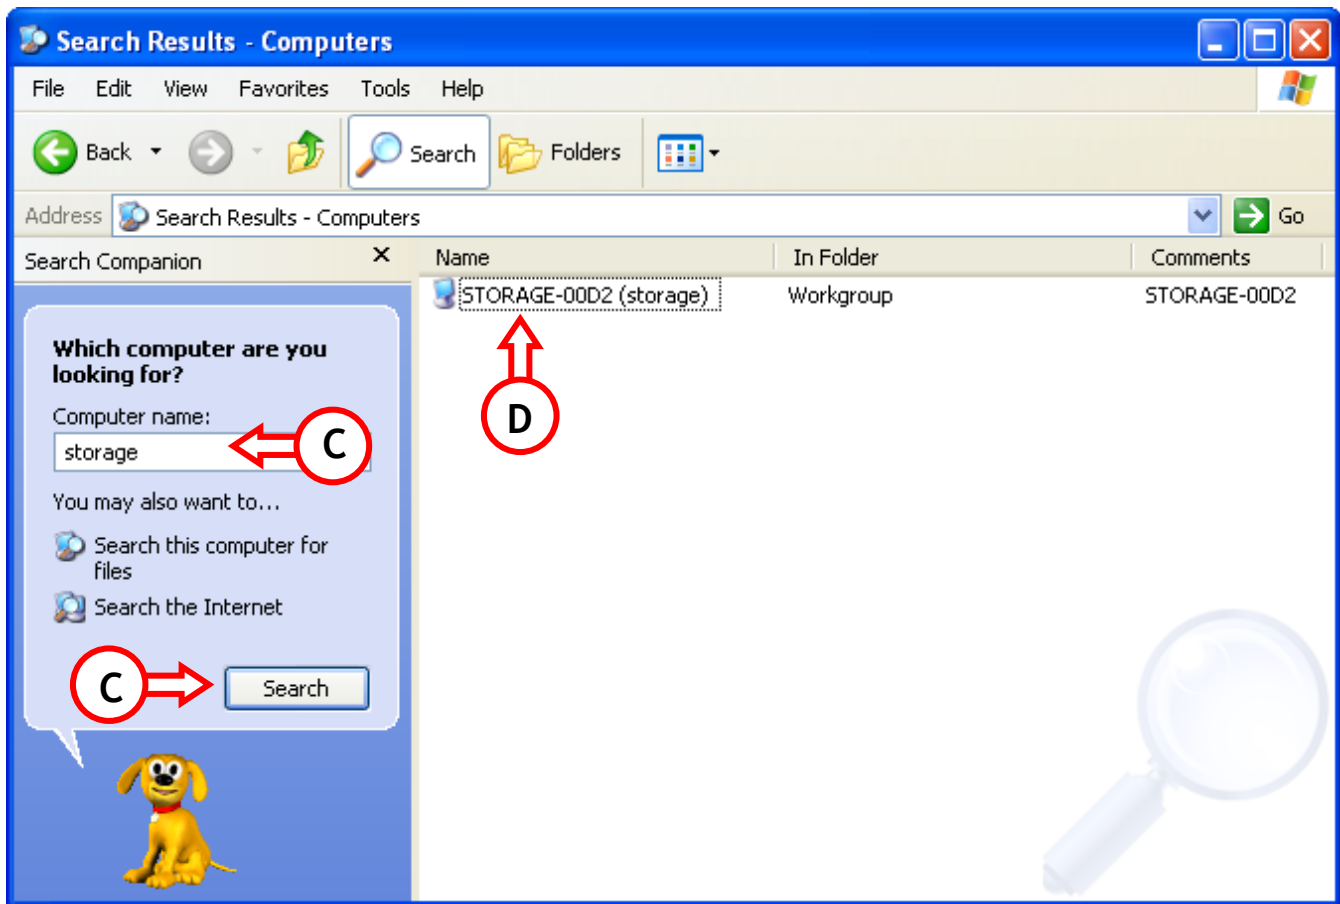 Search Results - Computers
File Edit View Favorites Tools Help
Back Search Folders
Address Search Results - Computers Go
Search Companion
Name In Folder Comments
STORAGE-00D2 (storage) Workgroup STORAGE-00D2
Which computer are you
looking for?
Computer name:
storage
C
D
You may also want to...
Search this computer for
files
Search the Internet
C
Search